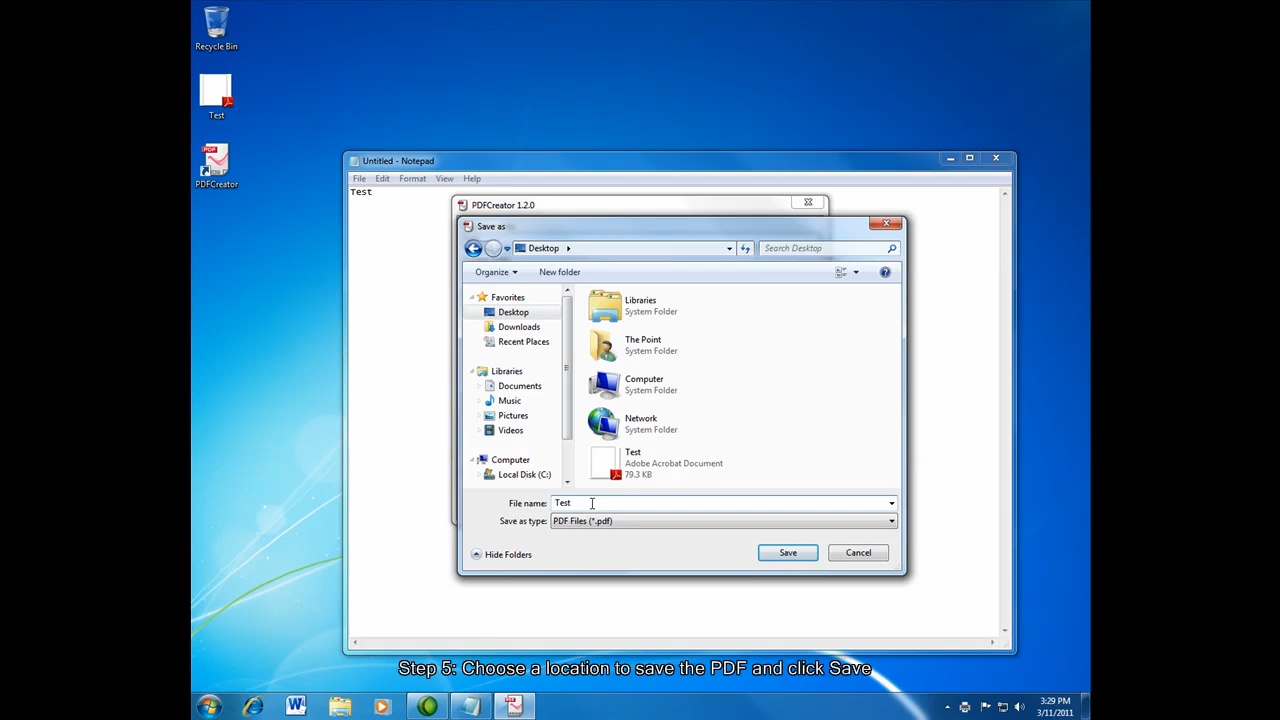 Recycle Bin
Test
PDFCreator
Untitled - Notepad
File Edit Format View Help
Test
PDFCreator 1.2.0
Save as
Desktop
Search Desktop
Organize
New folder
Favorites
Desktop
Downloads
Recent Places
Libraries
Documents
Music
Pictures
Videos
Computer
Local Disk (C:)
Libraries
System Folder
The Point
System Folder
Computer
System Folder
Network
System Folder
Test
Adobe Acrobat Document
79.3 KB
File name: Test
Save as type: PDF Files (*.pdf)
Hide Folders
Save
Cancel
Step 5: Choose a location to save the PDF and click Save
3:29 PM
3/11/2011